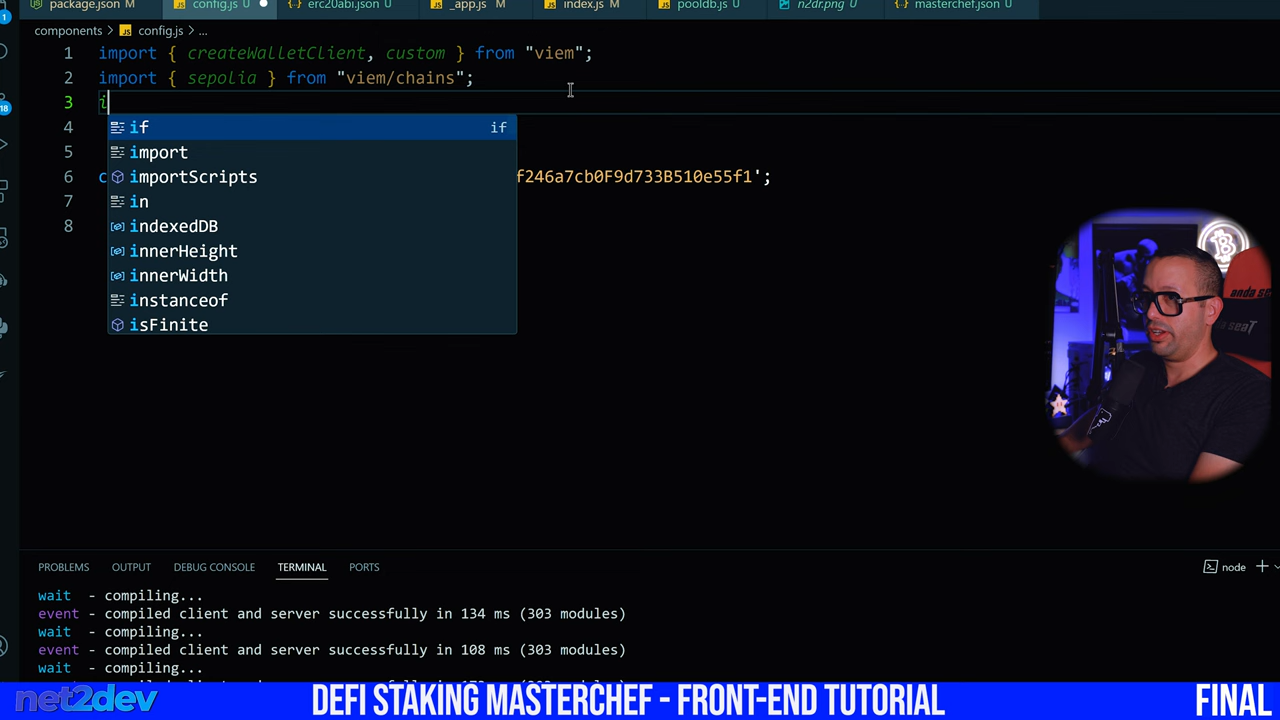 package.json M
config.js
erc20abi.json U
_app.js M
index.js M
pooldb.js U
n2dr.png U
masterchef.json U
components > config.js > ...
1 import { createWalletClient, custom } from "viem";
2 import { sepolia } from "viem/chains";
3 i
4
5
6 c f246a7cb0F9d733B510e55f1';
7
8
if if
import
importScripts
in
indexedDB
innerHeight
innerWidth
instanceof
isFinite
18
PROBLEMS OUTPUT DEBUG CONSOLE TERMINAL PORTS
node
wait - compiling...
event - compiled client and server successfully in 134 ms (303 modules)
wait - compiling...
event - compiled client and server successfully in 108 ms (303 modules)
wait - compiling...
net2dev
DEFI STAKING MASTERCHEF - FRONT-END TUTORIAL
FINAL